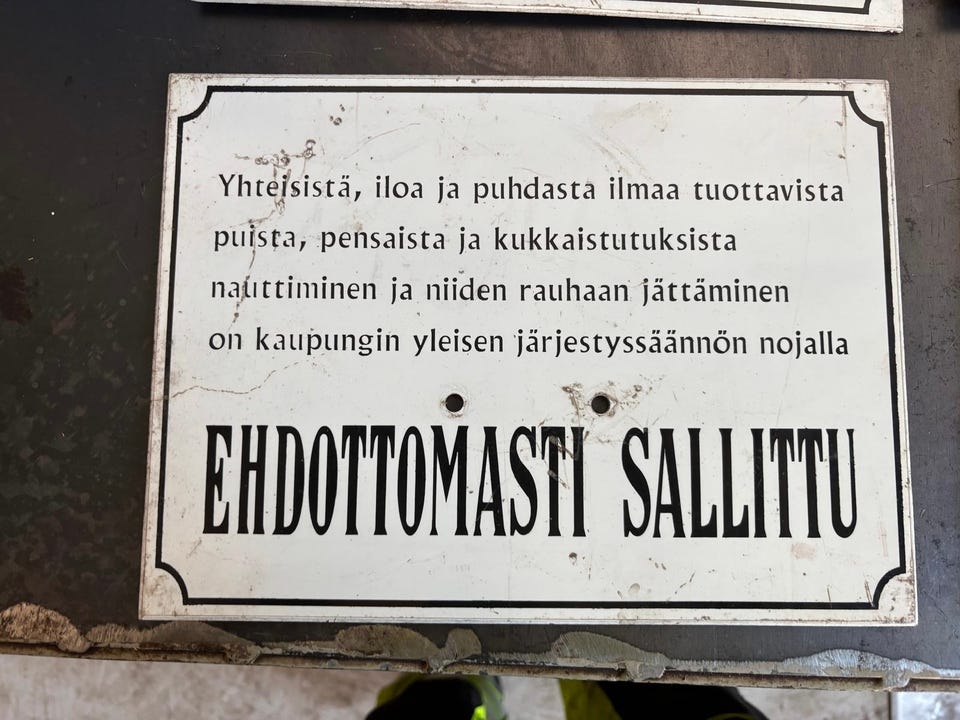 Yhteisistä, iloa ja puhdasta ilmaa tuottavista
puista, pensaista ja kukkaistutuksista
nauttiminen ja niiden rauhaan jättäminen
on kaupungin yleisen järjestyssäännön nojalla
EHDOTTOMASTI SALLITTU